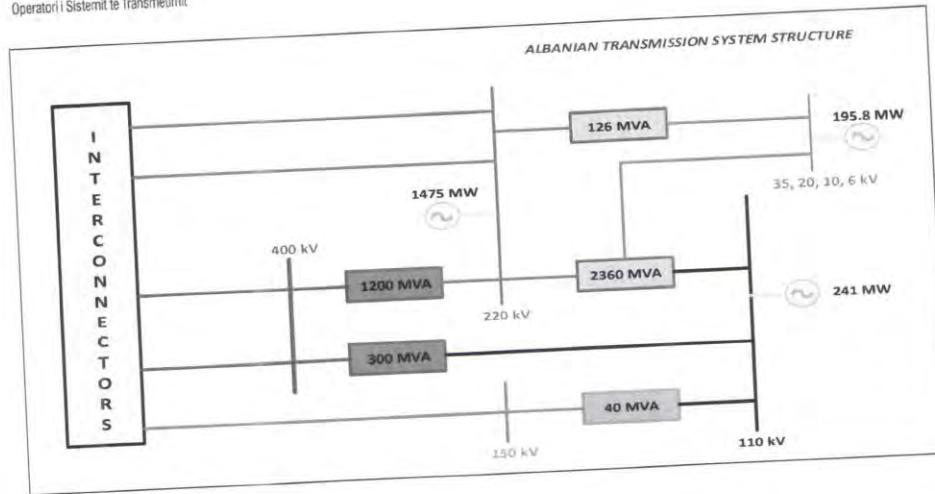 Operatori i Sistemit të Transmetimit
ALBANIAN TRANSMISSION SYSTEM STRUCTURE
INTERCONNECTORS
126 MVA
195.8 MW
35, 20, 10, 6 kV
1475 MW
400 kV
1200 MVA
2360 MVA
220 kV
241 MW
300 MVA
40 MVA
150 kV
110 kV